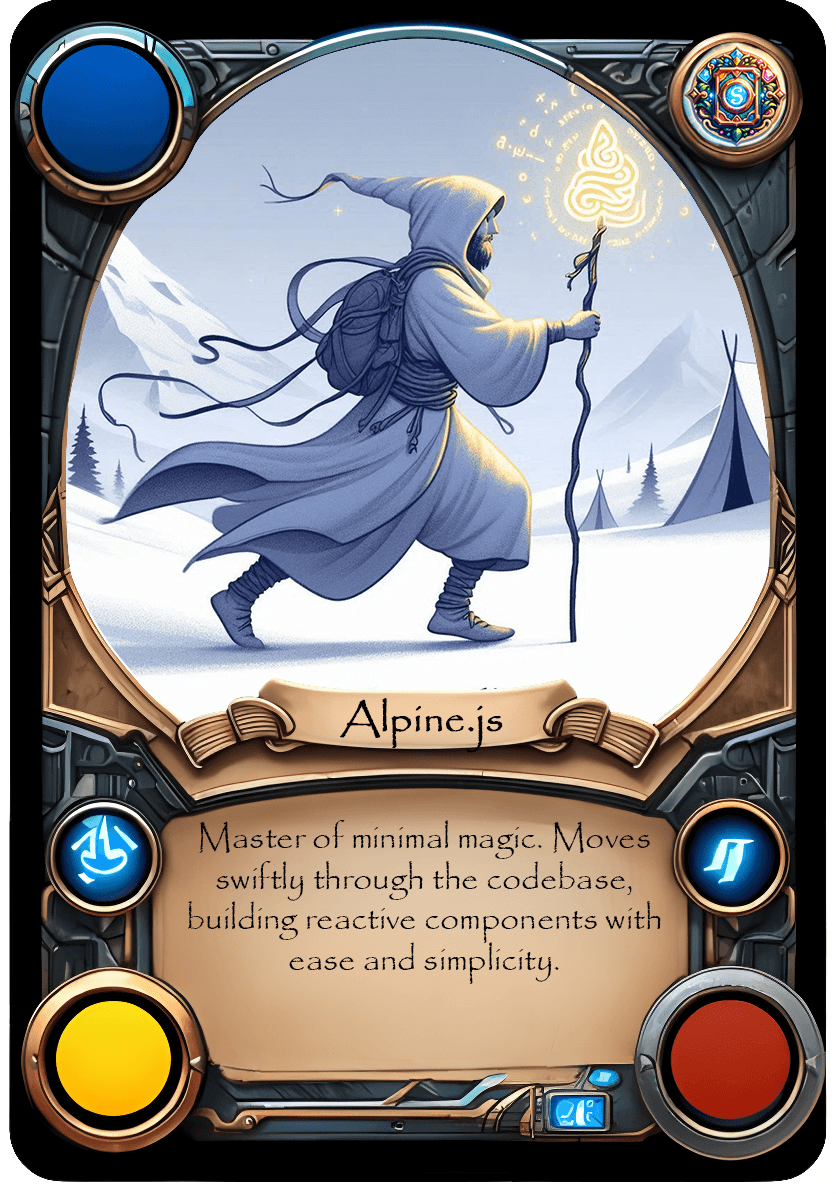 Alpine.js
Master of minimal magic. Moves
swiftly through the codebase,
building reactive components with
ease and simplicity.